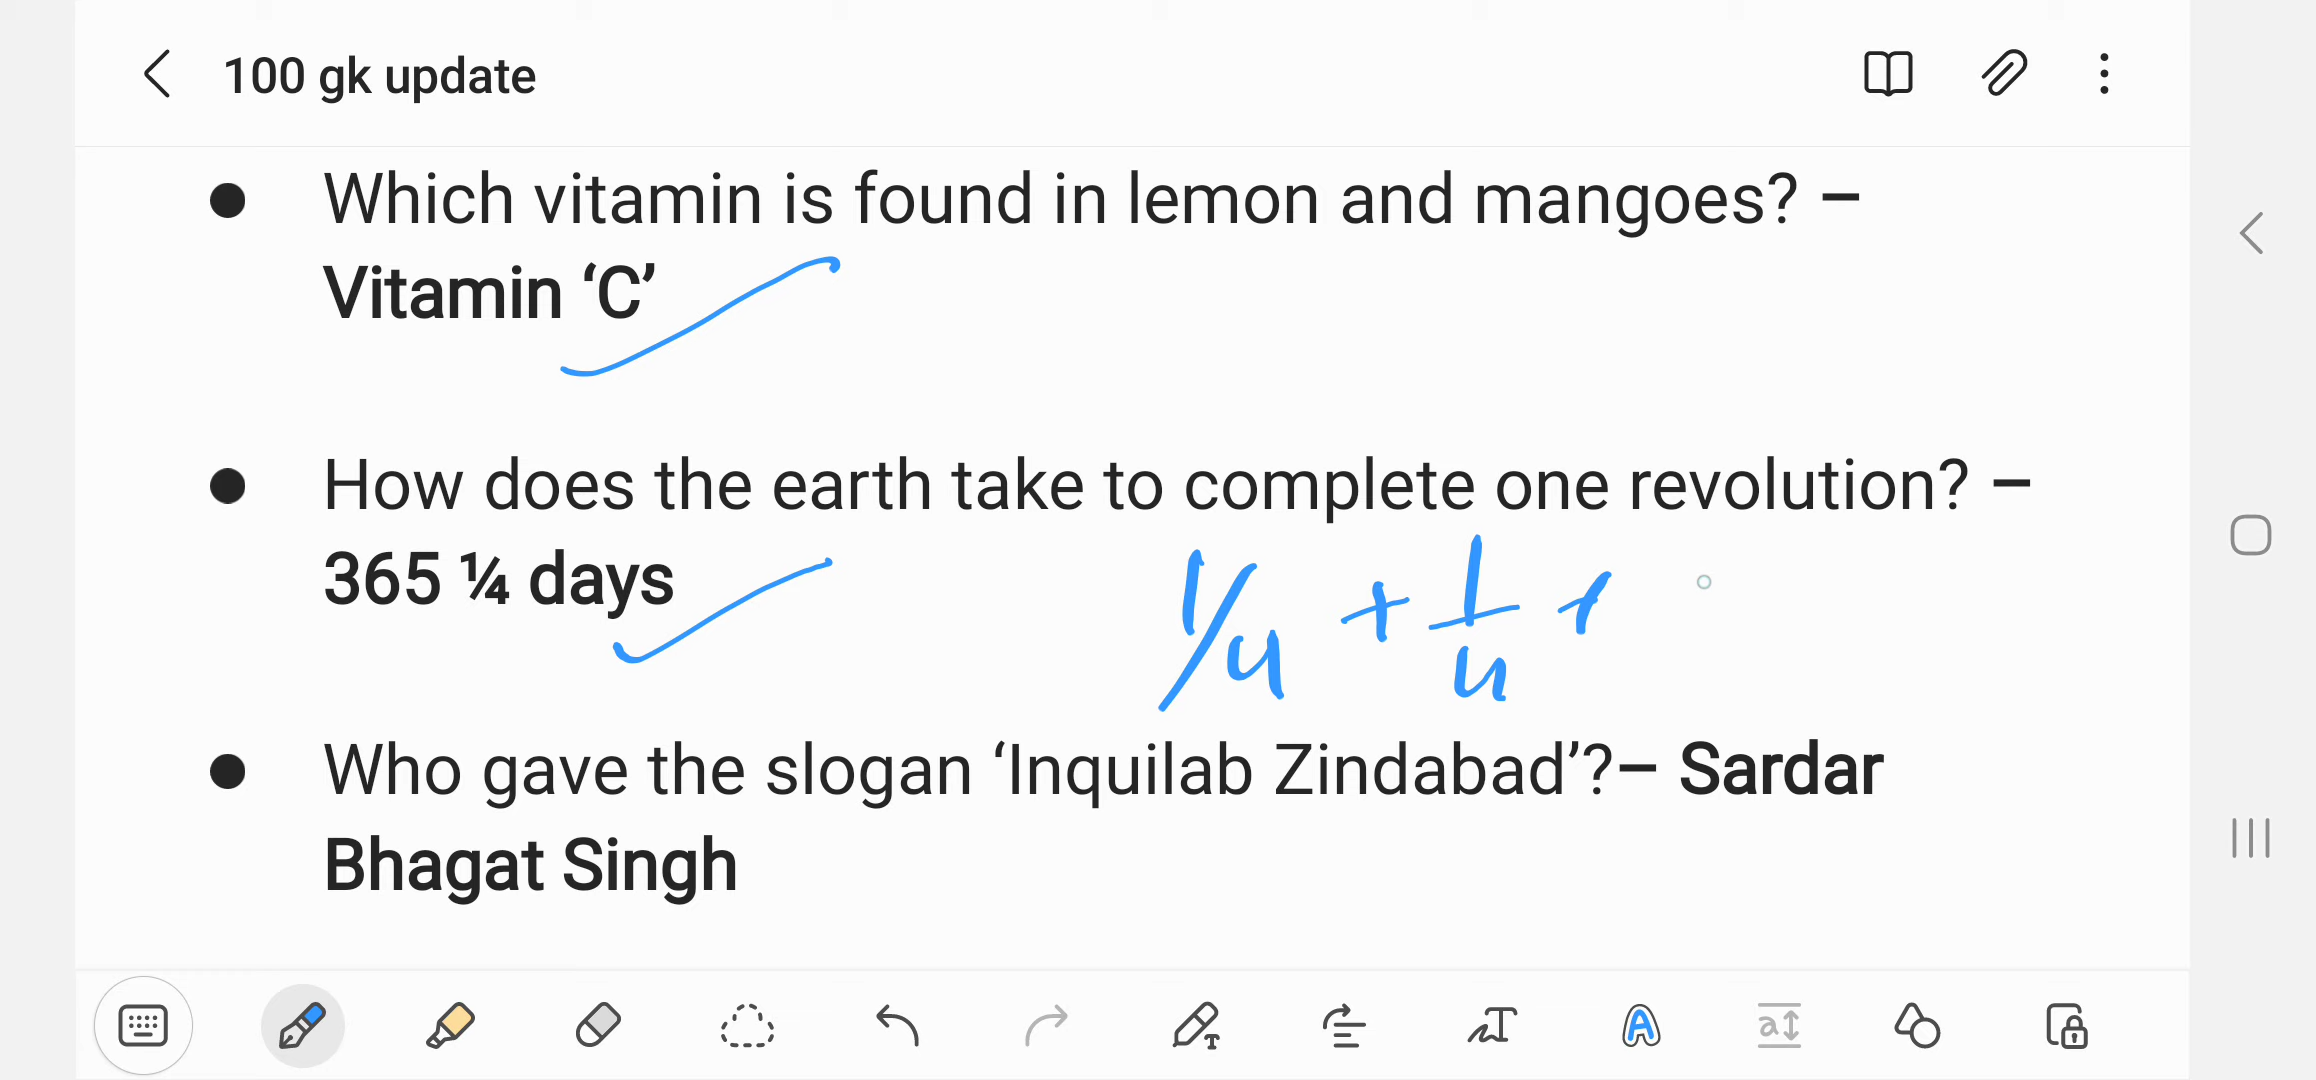 100 gk update
● Which vitamin is found in lemon and mangoes? –
Vitamin ‘C’
● How does the earth take to complete one revolution? –
365 ¼ days
1/4 + 1/4 +
● Who gave the slogan ‘Inquilab Zindabad’?– Sardar
Bhagat Singh